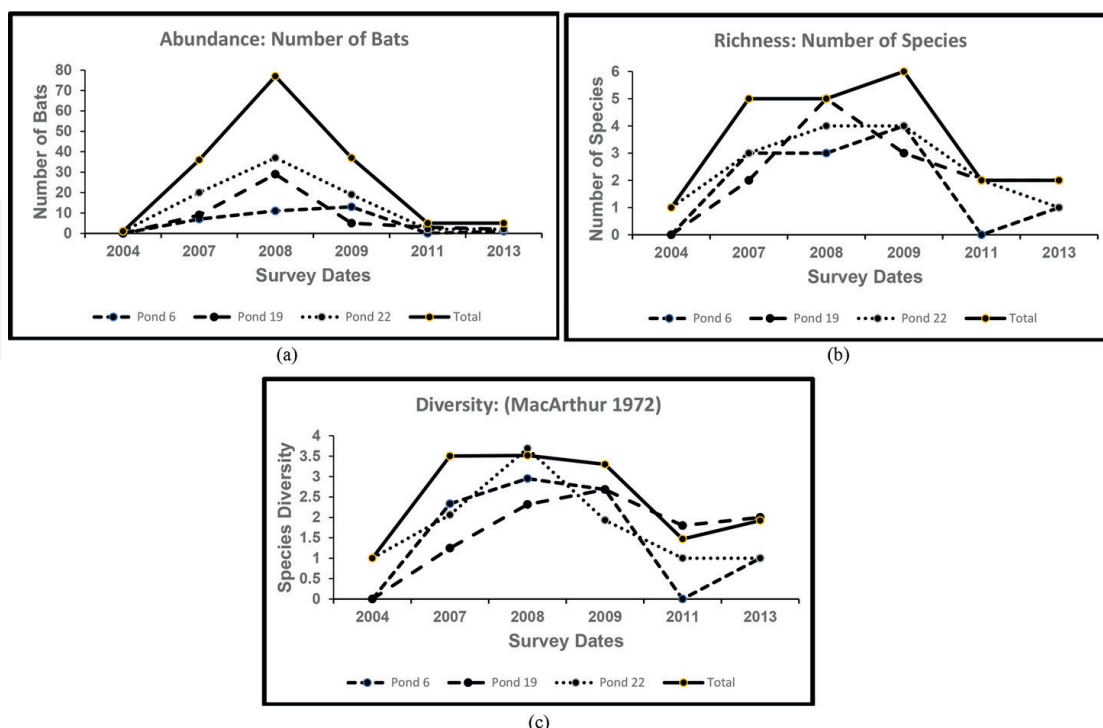 Abundance: Number of Bats
Number of Bats
80
70
60
50
40
30
20
10
0
2004 2007 2008 2009 2011 2013
Survey Dates
Pond 6 Pond 19 Pond 22 Total
(a)
Richness: Number of Species
Number of Species
6
5
4
3
2
1
0
2004 2007 2008 2009 2011 2013
Survey Dates
Pond 6 Pond 19 Pond 22 Total
(b)
Diversity: (MacArthur 1972)
Species Diversity
4
3.5
3
2.5
2
1.5
1
0.5
0
2004 2007 2008 2009 2011 2013
Survey Dates
Pond 6 Pond 19 Pond 22 Total
(c)